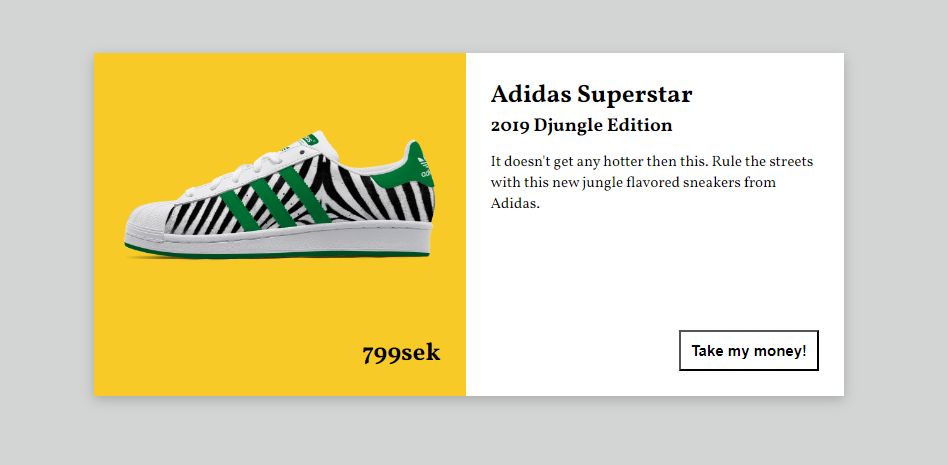 Adidas Superstar
2019 Djungle Edition
It doesn't get any hotter then this. Rule the streets
with this new jungle flavored sneakers from
Adidas.
799sek
Take my money!